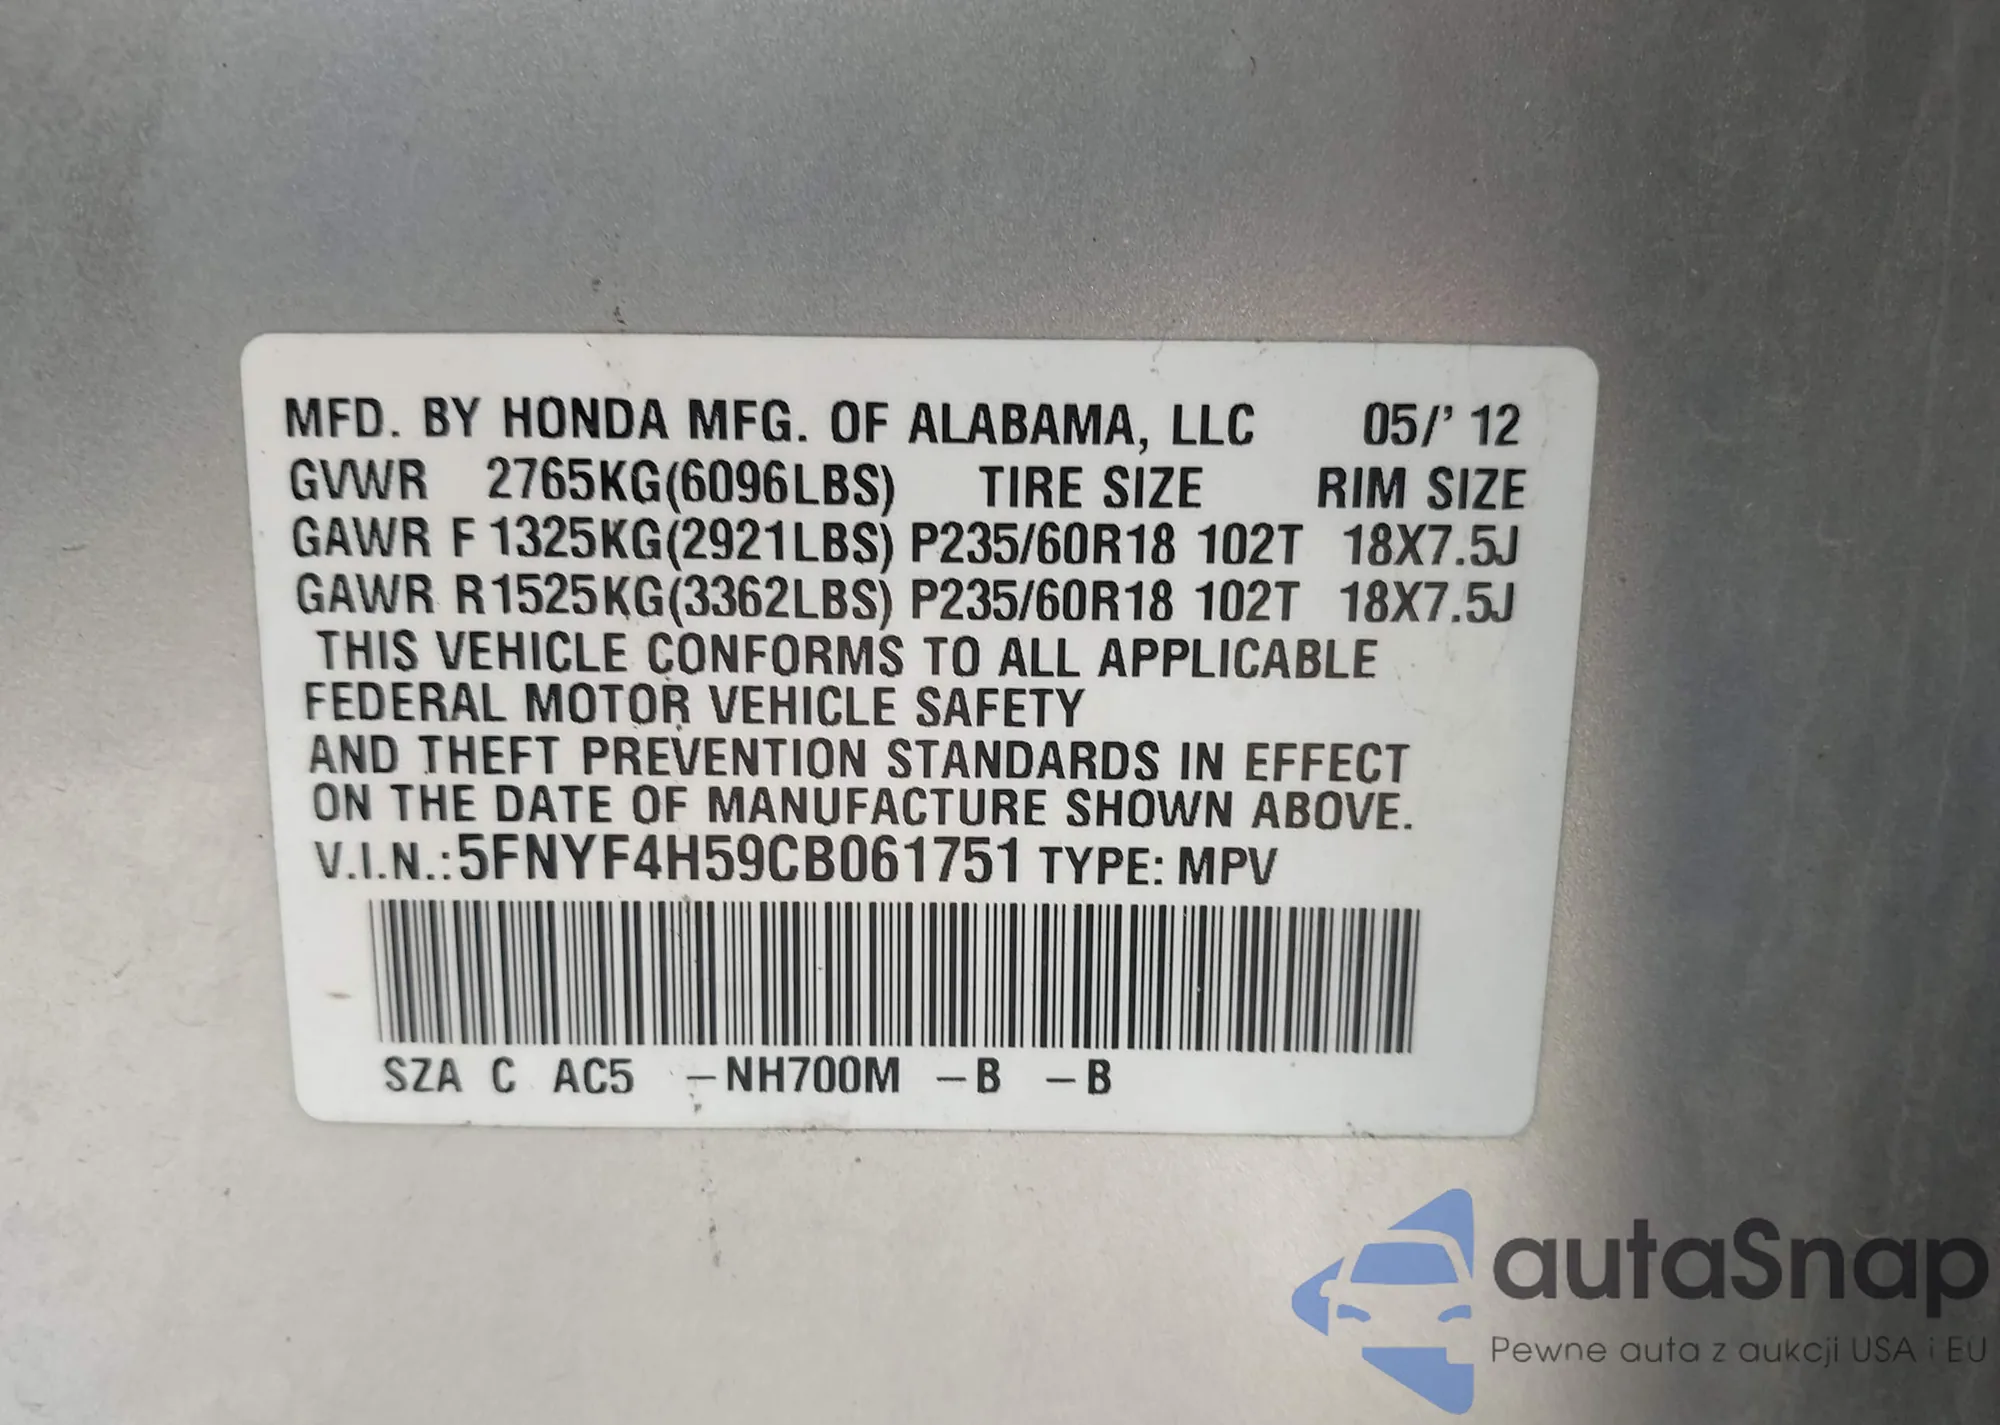 MFD. BY HONDA MFG. OF ALABAMA, LLC 05/' 12
GVWR 2765KG(6096LBS) TIRE SIZE RIM SIZE
GAWR F 1325KG(2921LBS) P235/60R18 102T 18X7.5J
GAWR R1525KG(3362LBS) P235/60R18 102T 18X7.5J
THIS VEHICLE CONFORMS TO ALL APPLICABLE
FEDERAL MOTOR VEHICLE SAFETY
AND THEFT PREVENTION STANDARDS IN EFFECT
ON THE DATE OF MANUFACTURE SHOWN ABOVE.
V.I.N.:5FNYF4H59CB061751 TYPE: MPV
SZA C AC5 –NH700M –B –B
autaSnap
Pewne auta z aukcji USA i EU